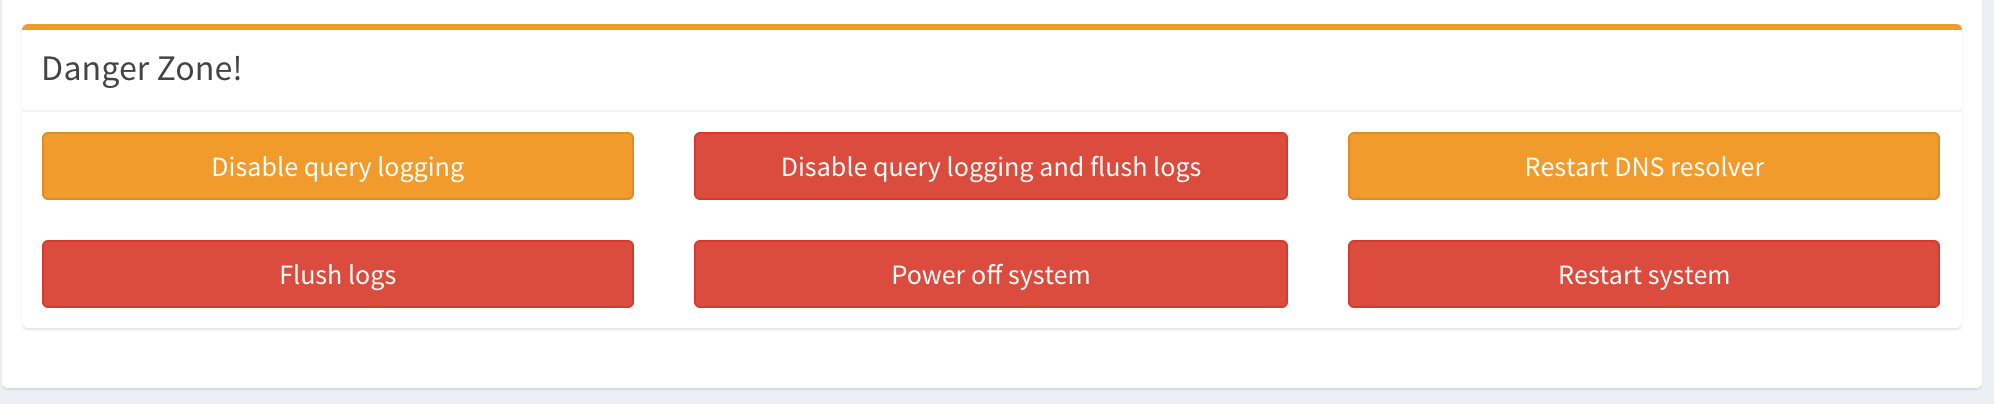 Danger Zone!
Disable query logging
Disable query logging and flush logs
Restart DNS resolver
Flush logs
Power off system
Restart system